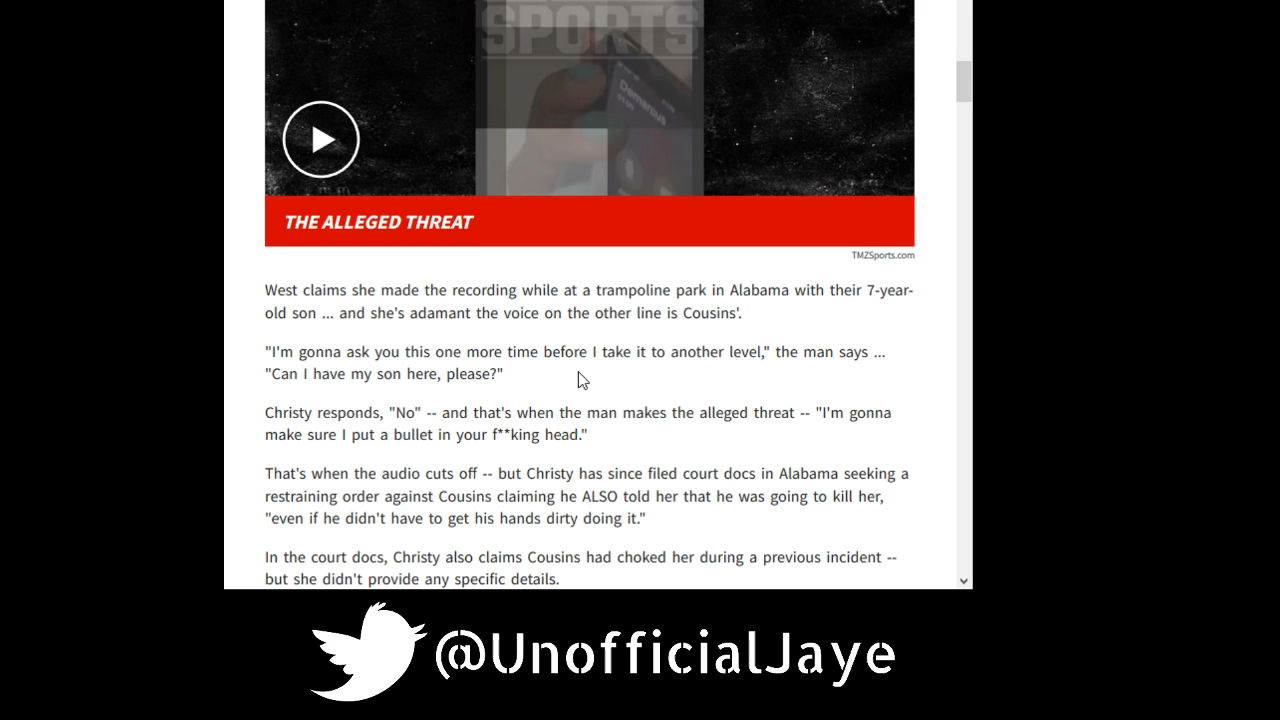 SPORTS
Demarcus
THE ALLEGED THREAT
TMZSports.com
West claims she made the recording while at a trampoline park in Alabama with their 7-year-
old son ... and she's adamant the voice on the other line is Cousins'.
"I'm gonna ask you this one more time before I take it to another level," the man says ...
"Can I have my son here, please?"
Christy responds, "No" -- and that's when the man makes the alleged threat -- "I'm gonna
make sure I put a bullet in your f**king head."
That's when the audio cuts off -- but Christy has since filed court docs in Alabama seeking a
restraining order against Cousins claiming he ALSO told her that he was going to kill her,
"even if he didn't have to get his hands dirty doing it."
In the court docs, Christy also claims Cousins had choked her during a previous incident --
but she didn't provide any specific details.
@UnofficialJaye